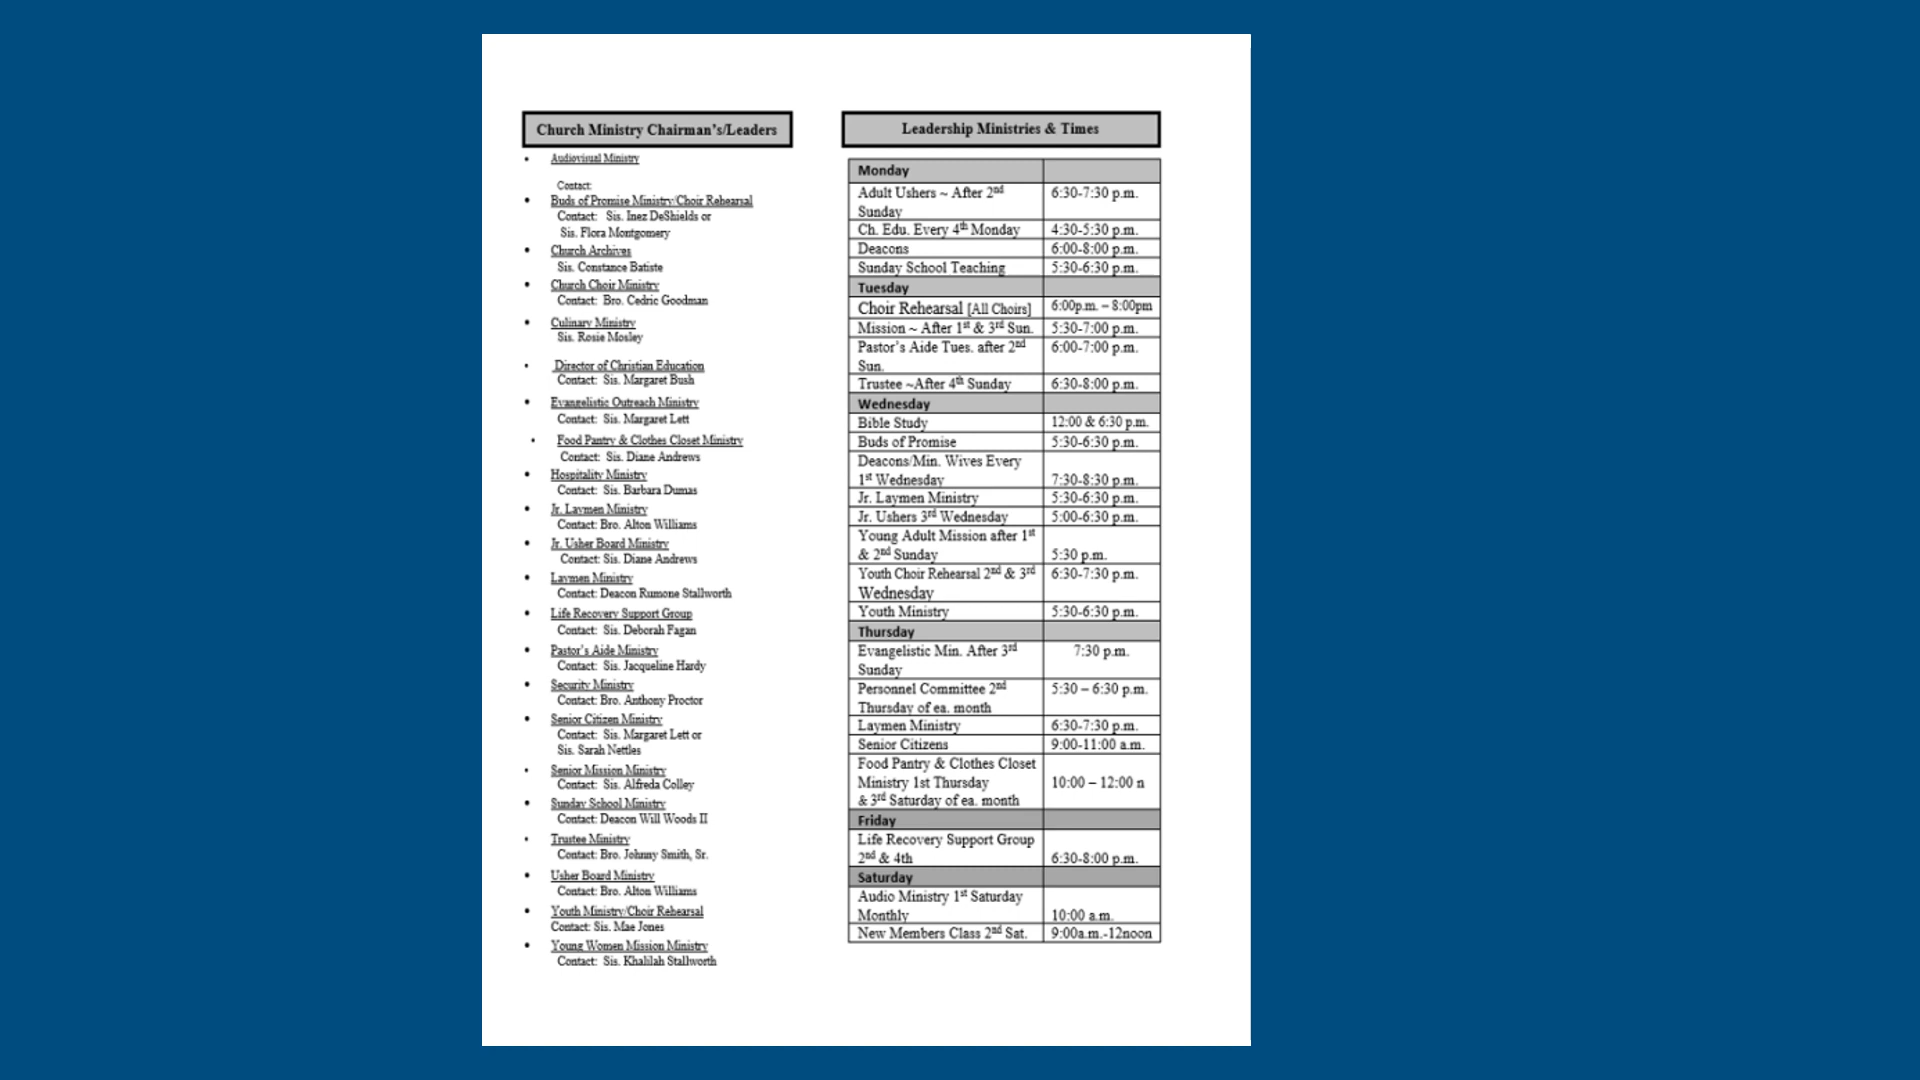 Church Ministry Chairman's/Leaders
• Audiovisual Ministry
Contact:
• Buds of Promise Ministry/Choir Rehearsal
Contact: Sis. Inez DeShields or
Sis. Flora Montgomery
• Church Archives
Sis. Constance Batiste
• Church Choir Ministry
Contact: Bro. Cedric Goodman
• Culinary Ministry
Sis. Rosie Mosley
• Director of Christian Education
Contact: Sis. Margaret Bush
• Evangelistic Outreach Ministry
Contact: Sis. Margaret Lett
• Food Pantry & Clothes Closet Ministry
Contact: Sis. Diane Andrews
• Hospitality Ministry
Contact: Sis. Barbara Dumas
• Jr. Laymen Ministry
Contact: Bro. Alton Williams
• Jr. Usher Board Ministry
Contact: Sis. Diane Andrews
• Laymen Ministry
Contact: Deacon Rumone Stallworth
• Life Recovery Support Group
Contact: Sis. Deborah Fagan
• Pastor's Aide Ministry
Contact: Sis. Jacqueline Hardy
• Security Ministry
Contact: Bro. Anthony Proctor
• Senior Citizen Ministry
Contact: Sis. Margaret Lett or
Sis. Sarah Nettles
• Senior Mission Ministry
Contact: Sis. Alfreda Colley
• Sunday School Ministry
Contact: Deacon Will Woods II
• Trustee Ministry
Contact: Bro. Johnny Smith, Sr.
• Usher Board Ministry
Contact: Bro. Alton Williams
• Youth Ministry/Choir Rehearsal
Contact: Sis. Mae Jones
• Young Women Mission Ministry
Contact: Sis. Khalilah Stallworth
Leadership Ministries & Times
Monday
Adult Ushers ~ After 2nd 6:30-7:30 p.m.
Sunday
Ch. Edu. Every 4th Monday 4:30-5:30 p.m.
Deacons 6:00-8:00 p.m.
Sunday School Teaching 5:30-6:30 p.m.
Tuesday
Choir Rehearsal [All Choirs] 6:00p.m. – 8:00pm
Mission ~ After 1st & 3rd Sun. 5:30-7:00 p.m.
Pastor's Aide Tues. after 2nd 6:00-7:00 p.m.
Sun.
Trustee ~After 4th Sunday 6:30-8:00 p.m.
Wednesday
Bible Study 12:00 & 6:30 p.m.
Buds of Promise 5:30-6:30 p.m.
Deacons/Min. Wives Every
1st Wednesday 7:30-8:30 p.m.
Jr. Laymen Ministry 5:30-6:30 p.m.
Jr. Ushers 3rd Wednesday 5:00-6:30 p.m.
Young Adult Mission after 1st
& 2nd Sunday 5:30 p.m.
Youth Choir Rehearsal 2nd & 3rd 6:30-7:30 p.m.
Wednesday
Youth Ministry 5:30-6:30 p.m.
Thursday
Evangelistic Min. After 3rd 7:30 p.m.
Sunday
Personnel Committee 2nd 5:30 – 6:30 p.m.
Thursday of ea. month
Laymen Ministry 6:30-7:30 p.m.
Senior Citizens 9:00-11:00 a.m.
Food Pantry & Clothes Closet
Ministry 1st Thursday 10:00 – 12:00 n
& 3rd Saturday of ea. month
Friday
Life Recovery Support Group
2nd & 4th 6:30-8:00 p.m.
Saturday
Audio Ministry 1st Saturday
Monthly 10:00 a.m.
New Members Class 2nd Sat. 9:00a.m.-12noon